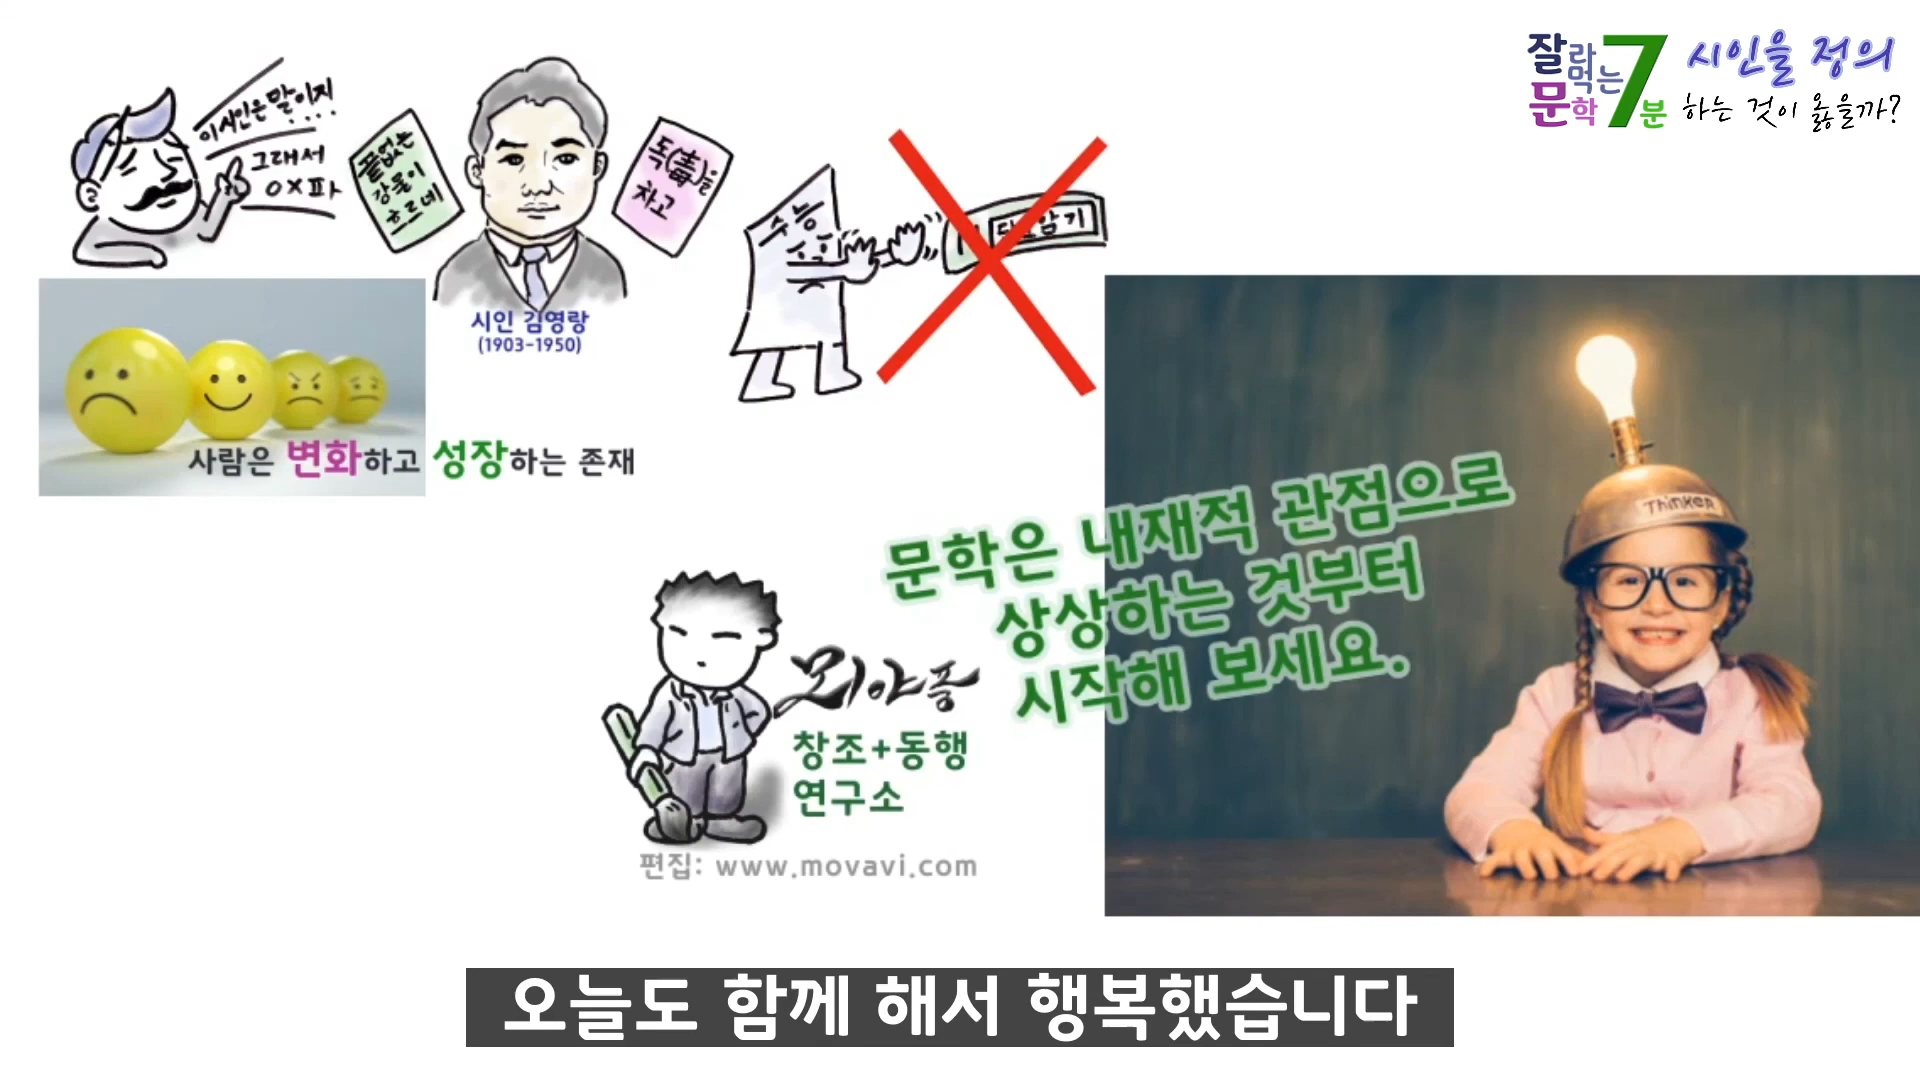 잘라먹는
문학 7분
시인을 정의
하는 것이 옳을까?
이 시인은 말이지...
그래서
OX파
끝없는
강물이
흐르네
독(毒)을
차고
시인 김영랑
(1903-1950)
수능
암기
사람은 변화하고 성장하는 존재
Thinker
문학은 내재적 관점으로
상상하는 것부터
시작해 보세요.
창조+동행
연구소
편집: www.movavi.com
오늘도 함께 해서 행복했습니다